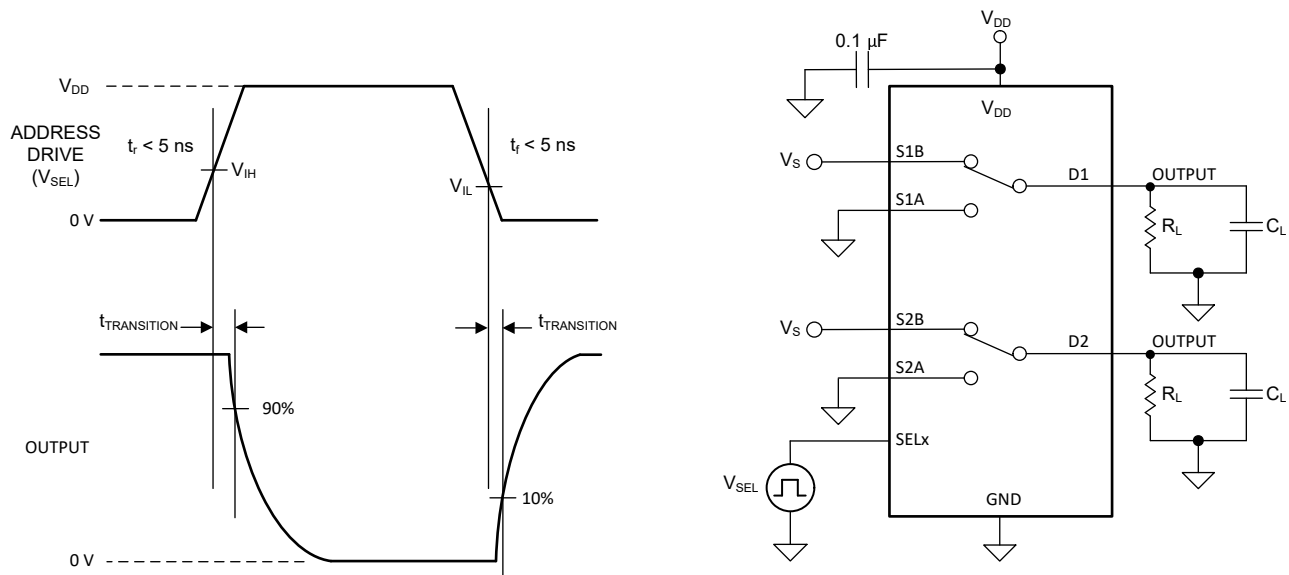 V_DD
ADDRESS
DRIVE
(V_SEL)
t_r < 5 ns
V_IH
t_f < 5 ns
V_IL
0 V
t_TRANSITION
t_TRANSITION
90%
OUTPUT
10%
0 V
V_DD
0.1 µF
V_DD
V_S
S1B
D1
OUTPUT
S1A
R_L
C_L
V_S
S2B
D2
OUTPUT
S2A
R_L
C_L
SELx
V_SEL
GND